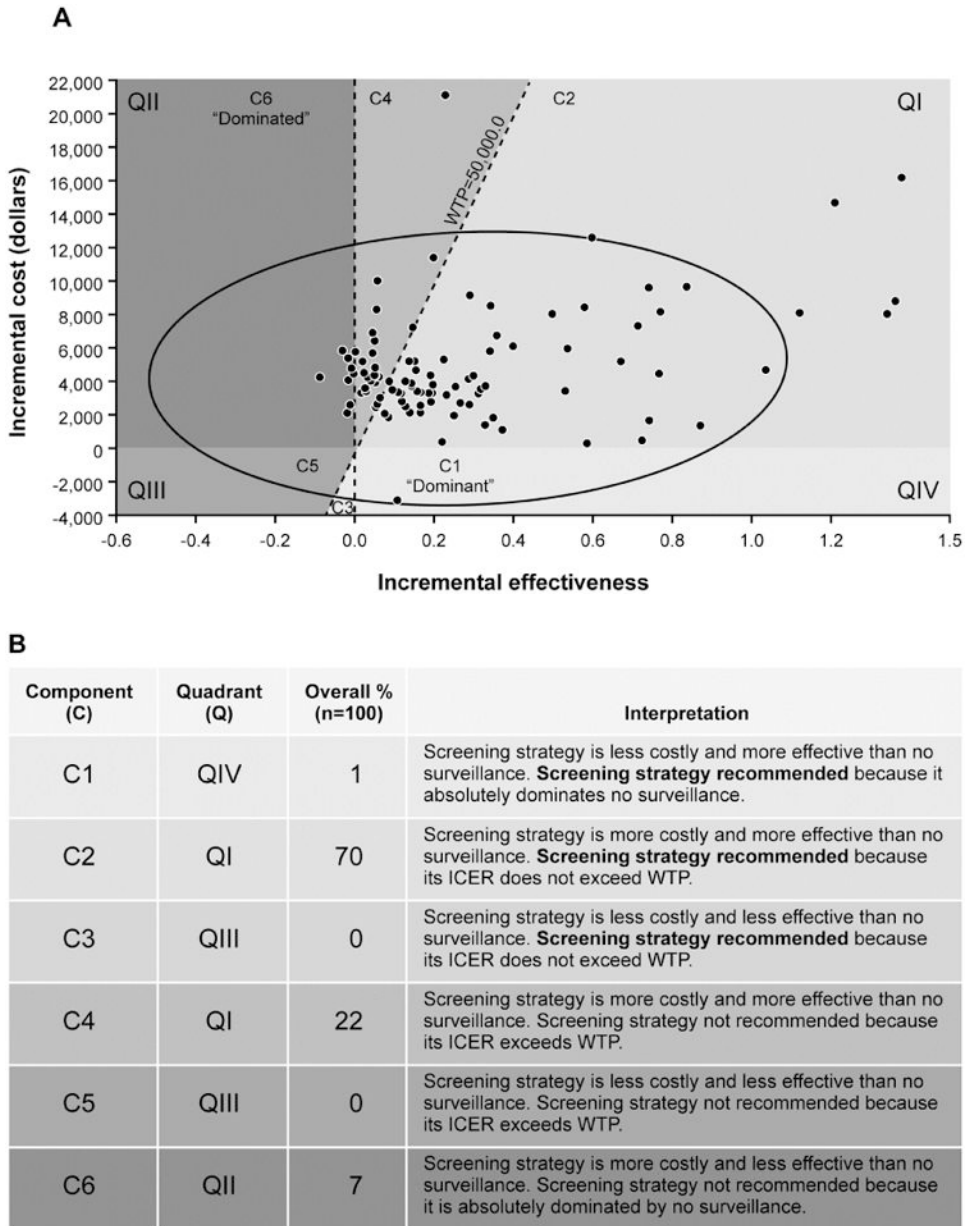 A
22,000
20,000
18,000
16,000
14,000
12,000
10,000
8,000
6,000
4,000
2,000
0
-2,000
-4,000
Incremental cost (dollars)
QII
C6
"Dominated"
C4
C2
QI
WTP=50,000.0
C5
C1
"Dominant"
QIII
C3
QIV
-0.6
-0.4
-0.2
0.0
0.2
0.4
0.6
0.8
1.0
1.2
1.5
Incremental effectiveness
B
Component (C)
Quadrant (Q)
Overall % (n=100)
Interpretation
C1
QIV
1
Screening strategy is less costly and more effective than no
surveillance. Screening strategy recommended because it
absolutely dominates no surveillance.
C2
QI
70
Screening strategy is more costly and more effective than no
surveillance. Screening strategy recommended because
its ICER does not exceed WTP.
C3
QIII
0
Screening strategy is less costly and less effective than no
surveillance. Screening strategy recommended because
its ICER does not exceed WTP.
C4
QI
22
Screening strategy is more costly and more effective than no
surveillance. Screening strategy not recommended because
its ICER exceeds WTP.
C5
QIII
0
Screening strategy is less costly and less effective than no
surveillance. Screening strategy not recommended because
its ICER exceeds WTP.
C6
QII
7
Screening strategy is more costly and less effective than no
surveillance. Screening strategy not recommended because
it is absolutely dominated by no surveillance.